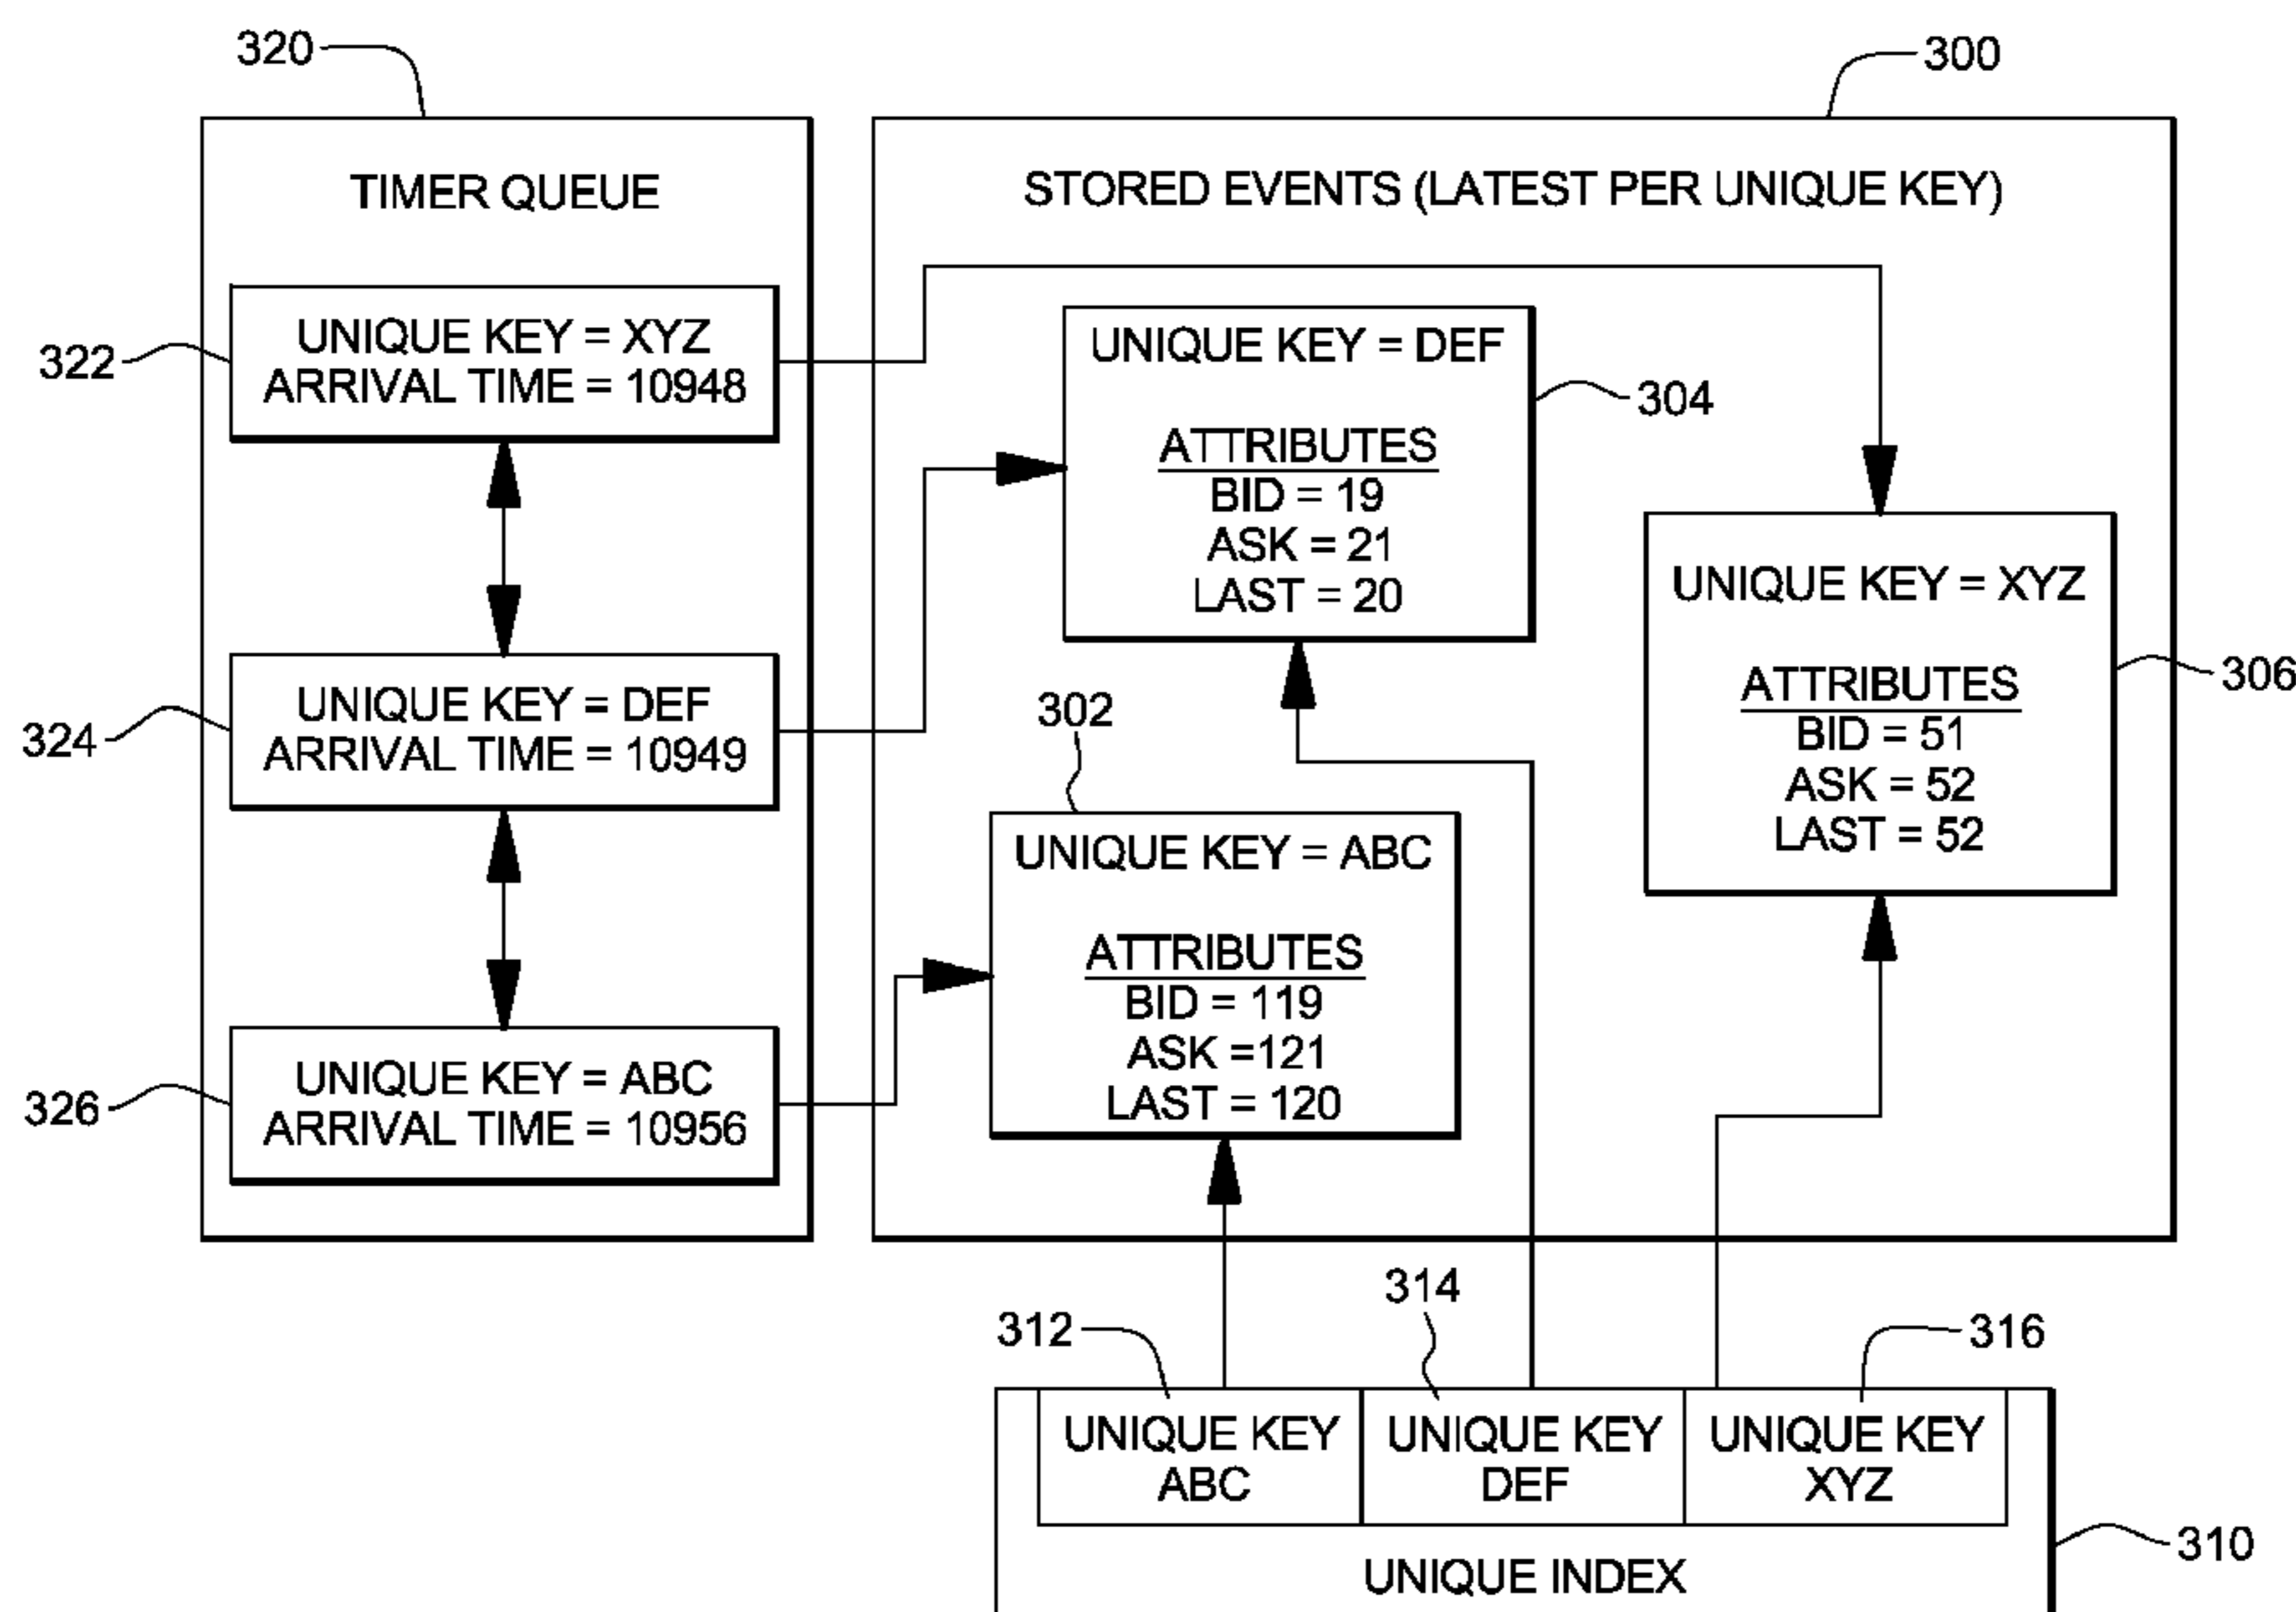 320
300
TIMER QUEUE
STORED EVENTS (LATEST PER UNIQUE KEY)
322
UNIQUE KEY = XYZ
ARRIVAL TIME = 10948
UNIQUE KEY = DEF
ATTRIBUTES
BID = 19
ASK = 21
LAST = 20
304
UNIQUE KEY = XYZ
ATTRIBUTES
BID = 51
ASK = 52
LAST = 52
306
324
UNIQUE KEY = DEF
ARRIVAL TIME = 10949
302
UNIQUE KEY = ABC
ATTRIBUTES
BID = 119
ASK =121
LAST = 120
326
UNIQUE KEY = ABC
ARRIVAL TIME = 10956
312
314
316
UNIQUE KEY
ABC
UNIQUE KEY
DEF
UNIQUE KEY
XYZ
310
UNIQUE INDEX